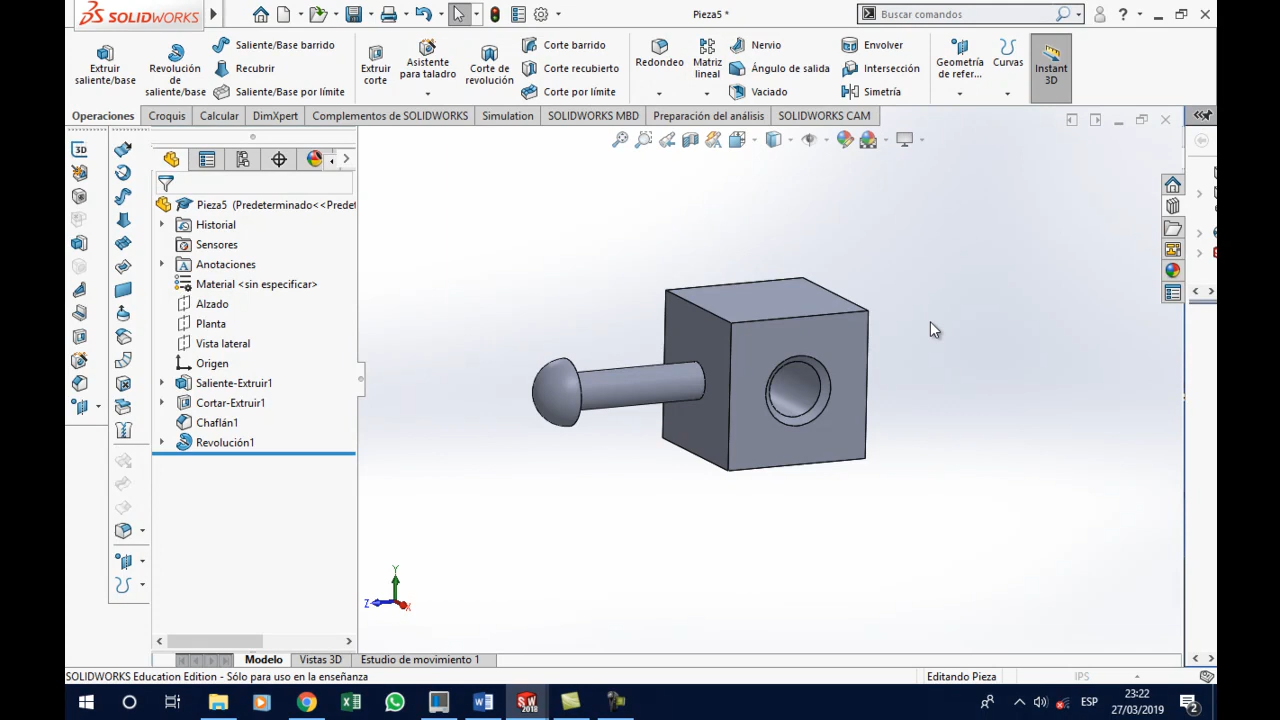 SOLIDWORKS
Pieza5 *
Buscar comandos
Extruir saliente/base
Revolución de saliente/base
Saliente/Base barrido
Recubrir
Saliente/Base por límite
Extruir corte
Asistente para taladro
Corte de revolución
Corte barrido
Corte recubierto
Corte por límite
Redondeo
Matriz lineal
Nervio
Ángulo de salida
Vaciado
Envolver
Intersección
Simetría
Geometría de refer...
Curvas
Instant 3D
Operaciones
Croquis
Calcular
DimXpert
Complementos de SOLIDWORKS
Simulation
SOLIDWORKS MBD
Preparación del análisis
SOLIDWORKS CAM
Pieza5 (Predeterminado<<Prede
Historial
Sensores
Anotaciones
Material <sin especificar>
Alzado
Planta
Vista lateral
Origen
Saliente-Extruir1
Cortar-Extruir1
Chaflán1
Revolución1
Y
Z
X
Modelo
Vistas 3D
Estudio de movimiento 1
SOLIDWORKS Education Edition - Sólo para uso en la enseñanza
Editando Pieza
IPS
ESP
23:22
27/03/2019
2